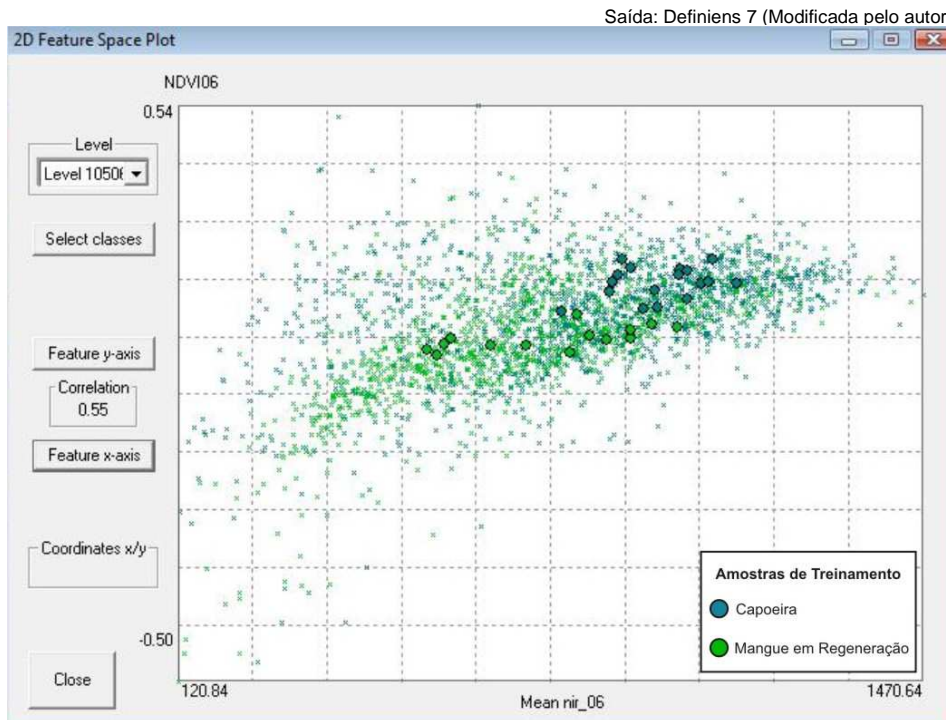 Saída: Definiens 7 (Modificada pelo autor
2D Feature Space Plot
NDVI06
0.54
Level
Level 1050
Select classes
Feature y-axis
Correlation
0.55
Feature x-axis
Coordinates x/y
-0.50
Close
120.84
Mean nir_06
1470.64
Amostras de Treinamento
Capoeira
Mangue em Regeneração